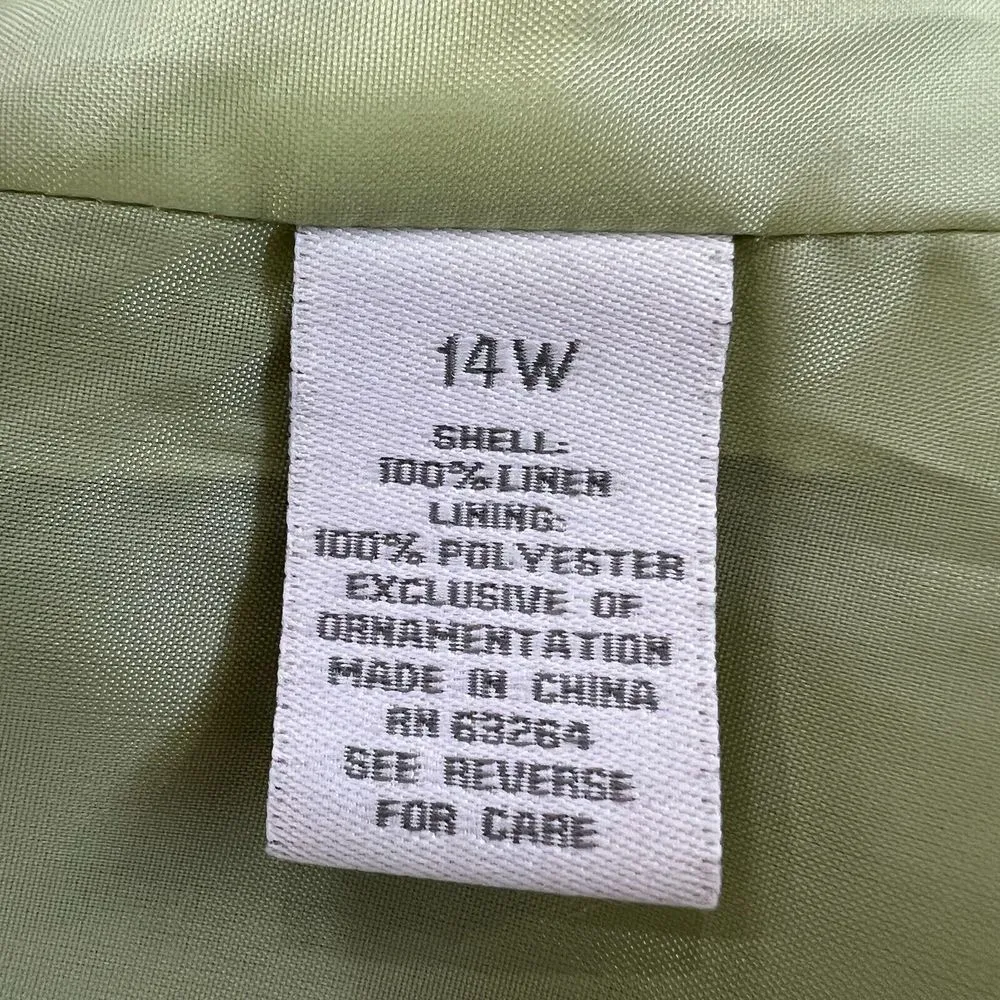 14W
SHELL:
100% LINEN
LINING:
100% POLYESTER
EXCLUSIVE OF
ORNAMENTATION
MADE IN CHINA
RN 63264
SEE REVERSE
FOR CARE